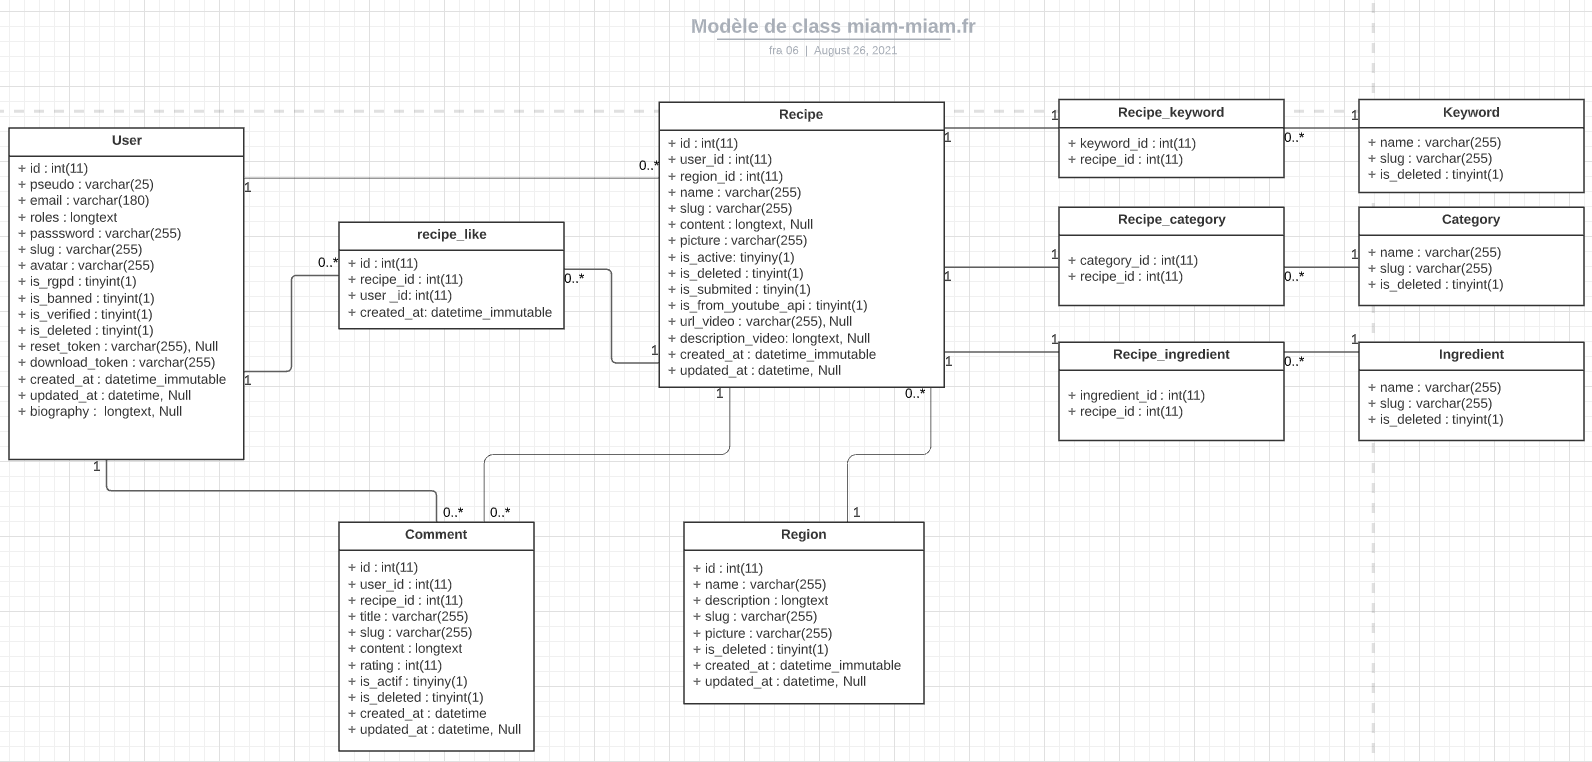 Modèle de class miam-miam.fr
fra 06 | August 26, 2021
User
+ id : int(11)
+ pseudo : varchar(25)
+ email : varchar(180)
+ roles : longtext
+ passsword : varchar(255)
+ slug : varchar(255)
+ avatar : varchar(255)
+ is_rgpd : tinyint(1)
+ is_banned : tinyint(1)
+ is_verified : tinyint(1)
+ is_deleted : tinyint(1)
+ reset_token : varchar(255), Null
+ download_token : varchar(255)
+ created_at : datetime_immutable
+ updated_at : datetime, Null
+ biography : longtext, Null
1
0..*
0..*
1
1
0..*
0..*
1
recipe_like
+ id : int(11)
+ recipe_id : int(11)
+ user _id: int(11)
+ created_at: datetime_immutable
Recipe
+ id : int(11)
+ user_id : int(11)
+ region_id : int(11)
+ name : varchar(255)
+ slug : varchar(255)
+ content : longtext, Null
+ picture : varchar(255)
+ is_active: tinyiny(1)
+ is_deleted : tinyint(1)
+ is_submited : tinyin(1)
+ is_from_youtube_api : tinyint(1)
+ url_video : varchar(255), Null
+ description_video: longtext, Null
+ created_at : datetime_immutable
+ updated_at : datetime, Null
1
1
Recipe_keyword
+ keyword_id : int(11)
+ recipe_id : int(11)
0..*
1
Keyword
+ name : varchar(255)
+ slug : varchar(255)
+ is_deleted : tinyint(1)
1
1
Recipe_category
+ category_id : int(11)
+ recipe_id : int(11)
0..*
1
Category
+ name : varchar(255)
+ slug : varchar(255)
+ is_deleted : tinyint(1)
1
1
Recipe_ingredient
+ ingredient_id : int(11)
+ recipe_id : int(11)
0..*
1
Ingredient
+ name : varchar(255)
+ slug : varchar(255)
+ is_deleted : tinyint(1)
1
0..*
1
0..*
Comment
+ id : int(11)
+ user_id : int(11)
+ recipe_id : int(11)
+ title : varchar(255)
+ slug : varchar(255)
+ content : longtext
+ rating : int(11)
+ is_actif : tinyiny(1)
+ is_deleted : tinyint(1)
+ created_at : datetime
+ updated_at : datetime, Null
1
Region
+ id : int(11)
+ name : varchar(255)
+ description : longtext
+ slug : varchar(255)
+ picture : varchar(255)
+ is_deleted : tinyint(1)
+ created_at : datetime_immutable
+ updated_at : datetime, Null